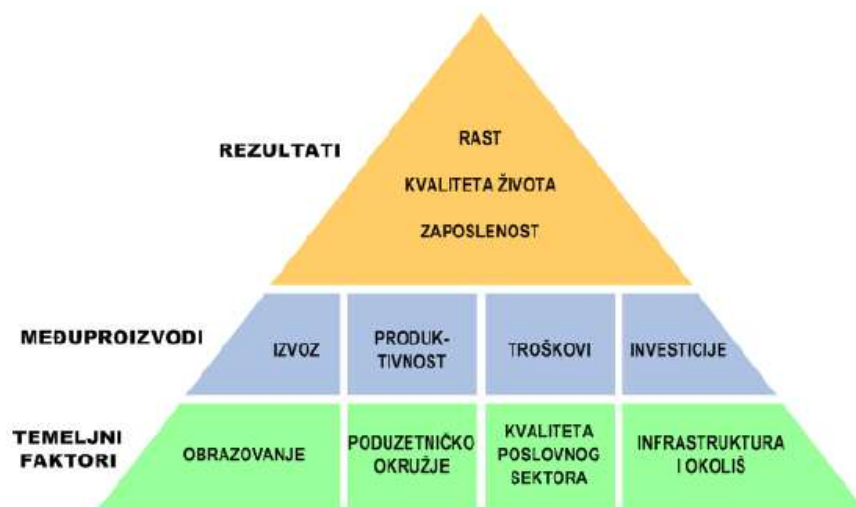 REZULTATI
RAST
KVALITETA ŽIVOTA
ZAPOSLENOST
MEĐUPROIZVODI
IZVOZ
PRODUK-
TIVNOST
TROŠKOVI
INVESTICIJE
TEMELJNI
FAKTORI
OBRAZOVANJE
PODUZETNIČKO
OKRUŽJE
KVALITETA
POSLOVNOG
SEKTORA
INFRASTRUKTURA
I OKOLIŠ